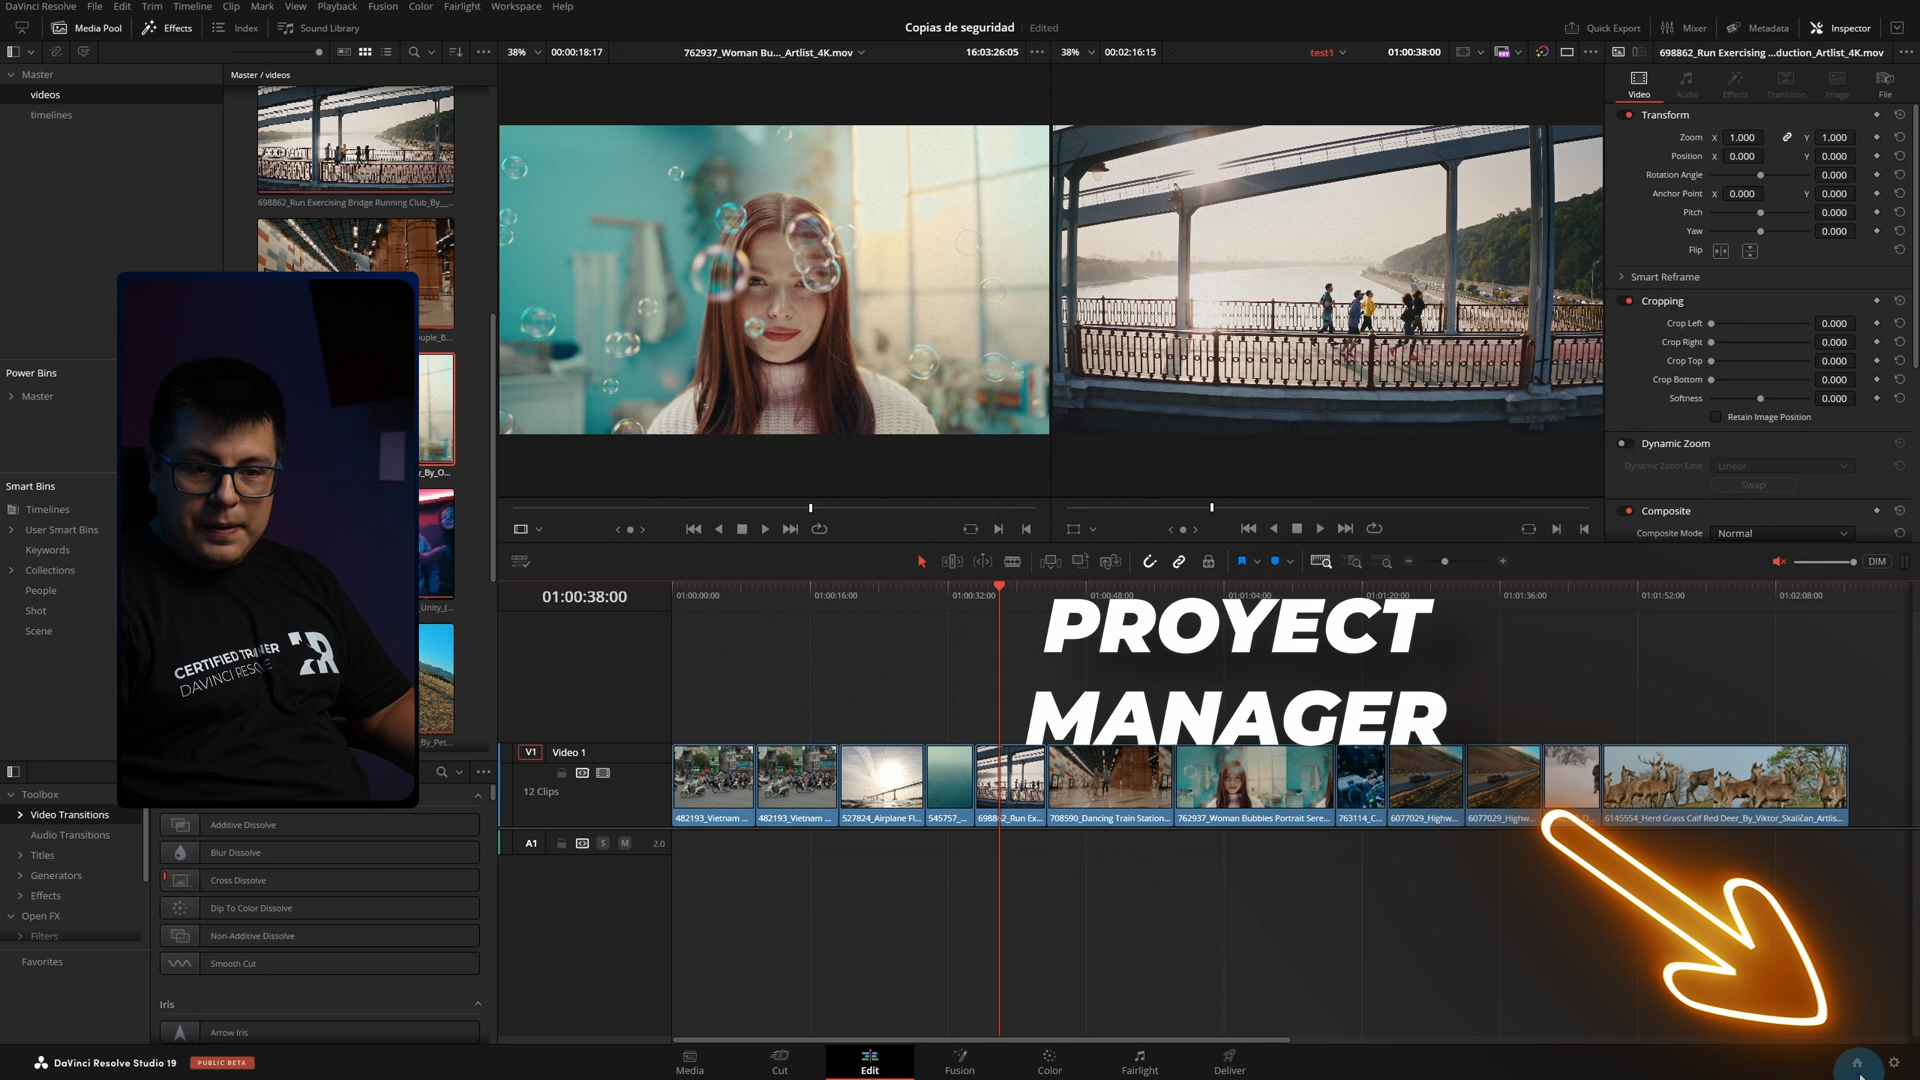 DaVinci Resolve File Edit Trim Timeline Clip Mark View Playback Fusion Color Fairlight Workspace Help
Media Pool Effects Index Sound Library Copias de seguridad Edited Quick Export Mixer Metadata Inspector
38% 00:00:18:17 762937_Woman Bu..._Artlist_4K.mov 16:03:26:05 38% 00:02:16:15 test1 01:00:38:00 698862_Run Exercising ...duction_Artlist_4K.mov
Master
videos
timelines
Master / videos
698862_Run Exercising Bridge Running Club_By_...
...uple_B...
_By_O...
_Unity_(...
_By_Pet...
Power Bins
Master
Smart Bins
Timelines
User Smart Bins
Keywords
Collections
People
Shot
Scene
CERTIFIED TRAINER
DAVINCI RESOLVE
Video Audio Effects Transition Image File
Transform
Zoom X 1.000 Y 1.000
Position X 0.000 Y 0.000
Rotation Angle 0.000
Anchor Point X 0.000 Y 0.000
Pitch 0.000
Yaw 0.000
Flip
Smart Reframe
Cropping
Crop Left 0.000
Crop Right 0.000
Crop Top 0.000
Crop Bottom 0.000
Softness 0.000
Retain Image Position
Dynamic Zoom
Dynamic Zoom Ease Linear
Swap
Composite
Composite Mode Normal
DIM
01:00:38:00
01:00:00:00 01:00:16:00 01:00:32:00 01:00:48:00 01:01:04:00 01:01:20:00 01:01:36:00 01:01:52:00 01:02:08:00
PROYECT
MANAGER
V1 Video 1
12 Clips
482193_Vietnam ... 482193_Vietnam ... 527824_Airplane Fl... 545757_... 698862_Run Ex... 708590_Dancing Train Station... 762937_Woman Bubbles Portrait Sere... 763114_C... 6077029_Highw... 6077029_Highw... 6145554_Herd Grass Calf Red Deer_By_Viktor_Skaličan_Artlis...
A1 S M 2.0
Toolbox
Video Transitions
Audio Transitions
Titles
Generators
Effects
Open FX
Filters
Favorites
Additive Dissolve
Blur Dissolve
Cross Dissolve
Dip To Color Dissolve
Non-Additive Dissolve
Smooth Cut
Iris
Arrow Iris
DaVinci Resolve Studio 19 PUBLIC BETA
Media Cut Edit Fusion Color Fairlight Deliver